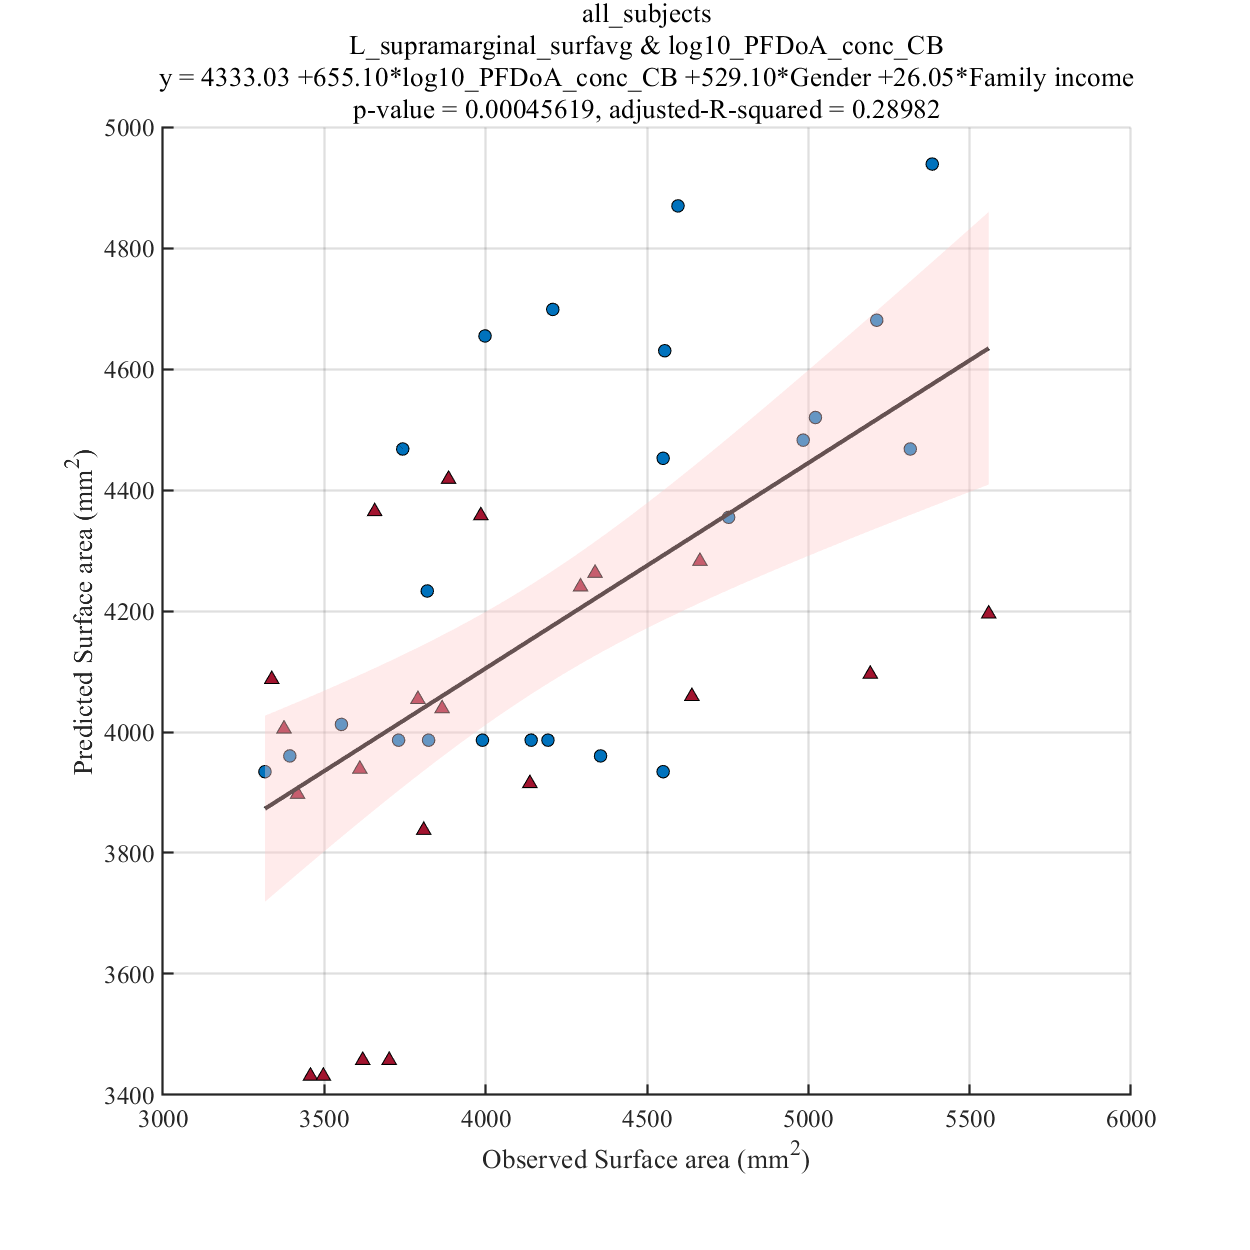 all_subjects
L_supramarginal_surfavg & log10_PFDoA_conc_CB
y = 4333.03 +655.10*log10_PFDoA_conc_CB +529.10*Gender +26.05*Family income
p-value = 0.00045619, adjusted-R-squared = 0.28982
5000
4800
4600
4400
4200
4000
3800
3600
3400
Predicted Surface area (mm²)
3000 3500 4000 4500 5000 5500 6000
Observed Surface area (mm²)